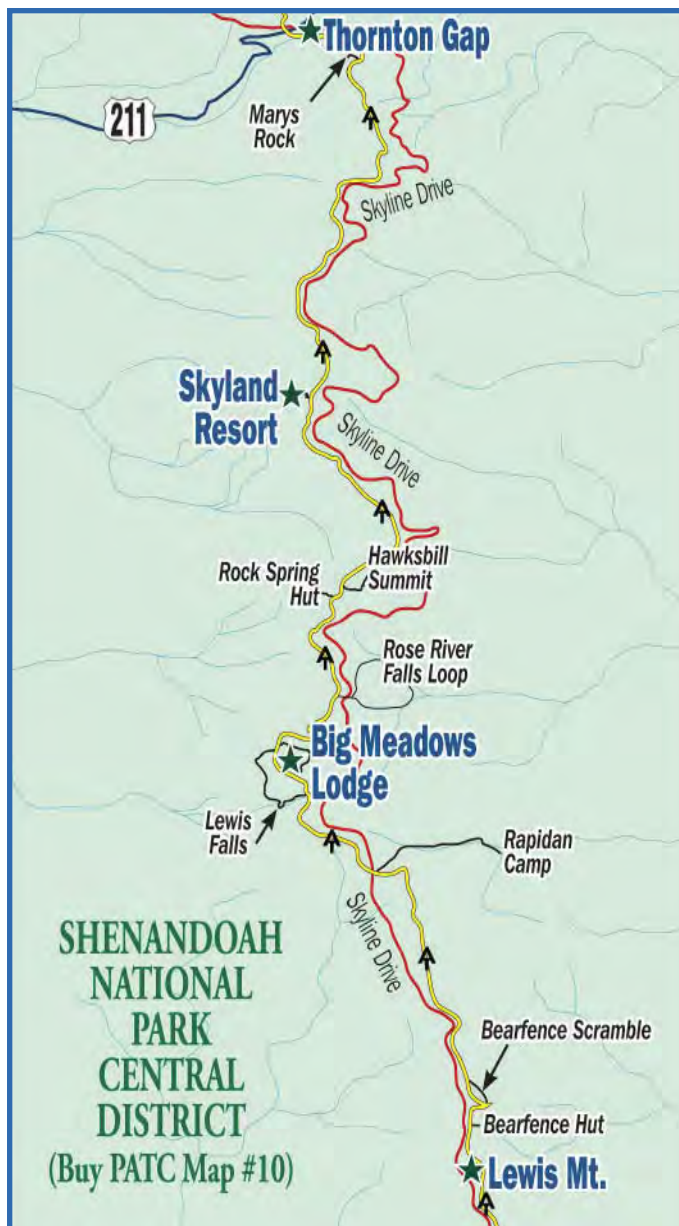 Thornton Gap
211
Marys
Rock
Skyline Drive
Skyland
Resort
Skyline Drive
Hawksbill
Summit
Rock Spring
Hut
Rose River
Falls Loop
Big Meadows
Lodge
Lewis
Falls
Rapidan
Camp
Skyline Drive
SHENANDOAH
NATIONAL
PARK
CENTRAL
DISTRICT
(Buy PATC Map #10)
Bearfence Scramble
Bearfence Hut
Lewis Mt.